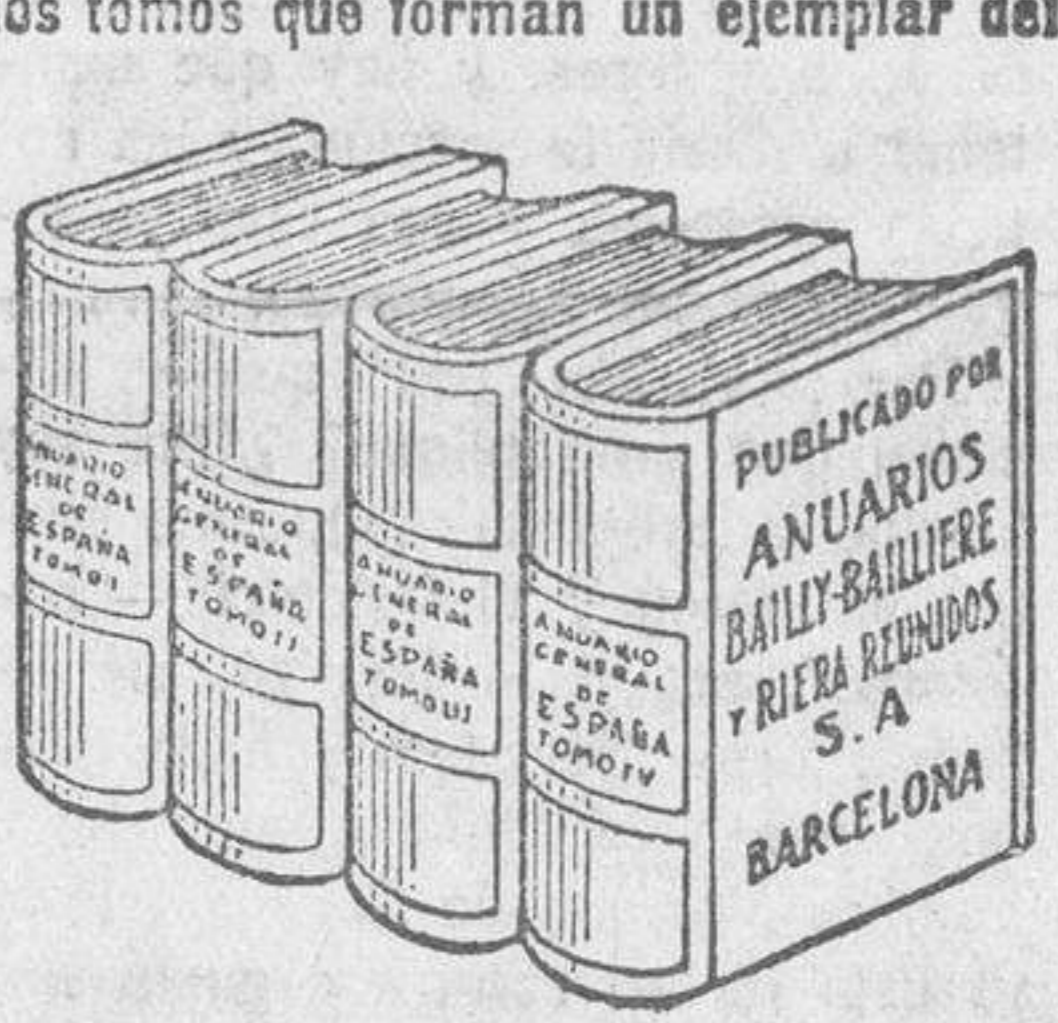 los tomos que forman un ejemplar del
ANUARIO
GENERAL
DE
ESPAÑA
TOMO I
ANUARIO
GENERAL
DE
ESPAÑA
TOMO II
ANUARIO
GENERAL
DE
ESPAÑA
TOMO III
ANUARIO
GENERAL
DE
ESPAÑA
TOMO IV
PUBLICADO POR
ANUARIOS
BAILLY-BAILLIERE
Y RIERA REUNIDOS
S. A
BARCELONA